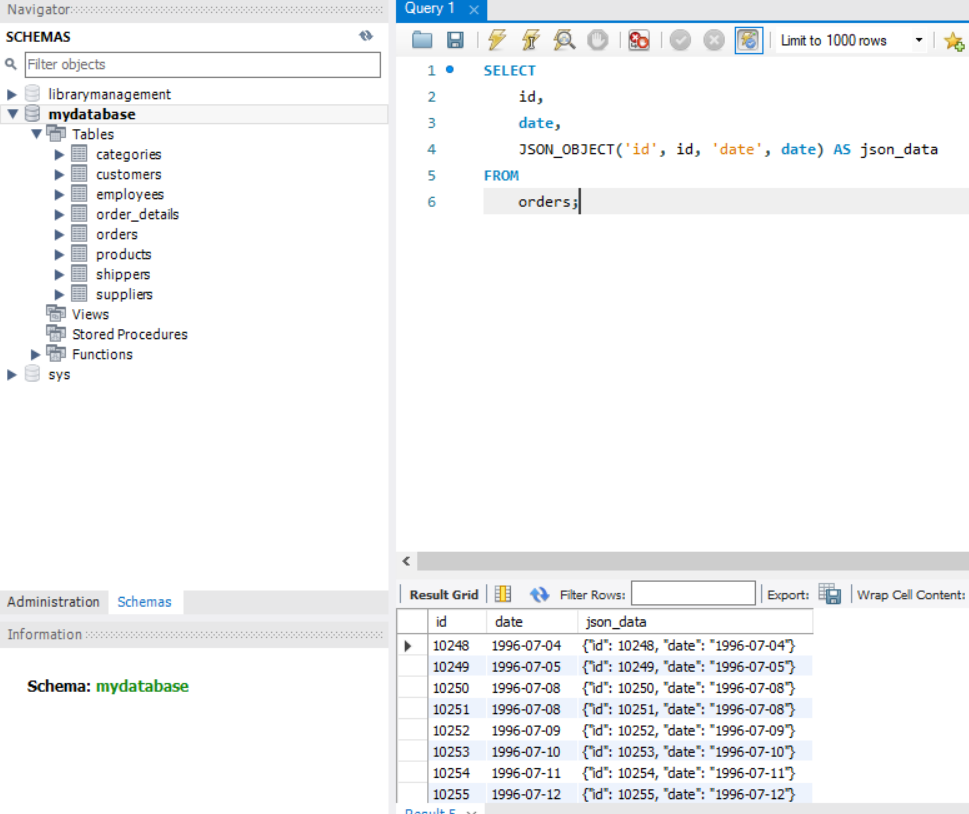 Navigator
SCHEMAS
Filter objects
librarymanagement
mydatabase
Tables
categories
customers
employees
order_details
orders
products
shippers
suppliers
Views
Stored Procedures
Functions
sys
Administration Schemas
Information
Schema: mydatabase
Query 1
Limit to 1000 rows
1 SELECT
2 id,
3 date,
4 JSON_OBJECT('id', id, 'date', date) AS json_data
5 FROM
6 orders;
Result Grid Filter Rows: Export: Wrap Cell Content:
id date json_data
10248 1996-07-04 {"id": 10248, "date": "1996-07-04"}
10249 1996-07-05 {"id": 10249, "date": "1996-07-05"}
10250 1996-07-08 {"id": 10250, "date": "1996-07-08"}
10251 1996-07-08 {"id": 10251, "date": "1996-07-08"}
10252 1996-07-09 {"id": 10252, "date": "1996-07-09"}
10253 1996-07-10 {"id": 10253, "date": "1996-07-10"}
10254 1996-07-11 {"id": 10254, "date": "1996-07-11"}
10255 1996-07-12 {"id": 10255, "date": "1996-07-12"}